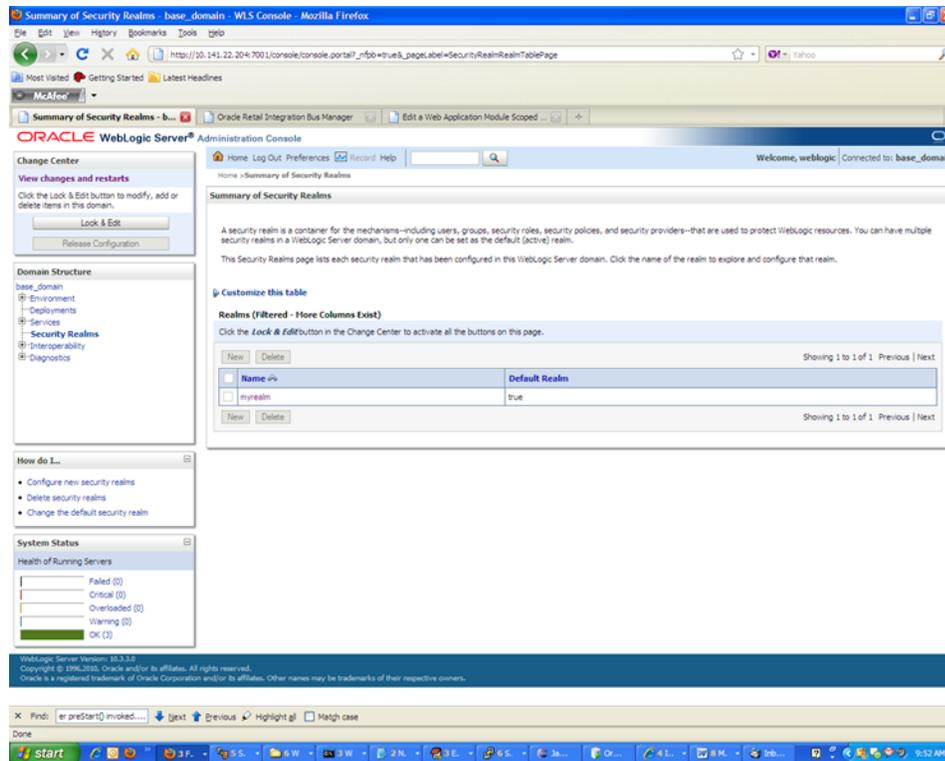 Summary of Security Realms - base_domain - WLS Console - Mozilla Firefox
File Edit View History Bookmarks Tools Help
http://10.141.22.204:7001/console/console.portal?_nfpb=true&_pageLabel=SecurityRealmRealmTablePage
Yahoo
Most Visited Getting Started Latest Headlines
McAfee
Summary of Security Realms - b... Oracle Retail Integration Bus Manager Edit a Web Application Module Scoped ...
ORACLE WebLogic Server® Administration Console
Change Center
View changes and restarts
Click the Lock & Edit button to modify, add or
delete items in this domain.
Lock & Edit
Release Configuration
Domain Structure
base_domain
Environment
Deployments
Services
Security Realms
Interoperability
Diagnostics
How do I...
Configure new security realms
Delete security realms
Change the default security realm
System Status
Health of Running Servers
Failed (0)
Critical (0)
Overloaded (0)
Warning (0)
OK (3)
Home Log Out Preferences Record Help
Welcome, weblogic Connected to: base_domai
Home >Summary of Security Realms
Summary of Security Realms
A security realm is a container for the mechanisms--including users, groups, security roles, security policies, and security providers--that are used to protect WebLogic resources. You can have multiple
security realms in a WebLogic Server domain, but only one can be set as the default (active) realm.
This Security Realms page lists each security realm that has been configured in this WebLogic Server domain. Click the name of the realm to explore and configure that realm.
Customize this table
Realms (Filtered - More Columns Exist)
Click the Lock & Edit button in the Change Center to activate all the buttons on this page.
New Delete Showing 1 to 1 of 1 Previous | Next
Name Default Realm
myrealm true
New Delete Showing 1 to 1 of 1 Previous | Next
WebLogic Server Version: 10.3.3.0
Copyright © 1996,2010, Oracle and/or its affiliates. All rights reserved.
Oracle is a registered trademark of Oracle Corporation and/or its affiliates. Other names may be trademarks of their respective owners.
Find: er preStart() invoked.... Next Previous Highlight all Match case
Done
start 3 F... 5 S... 6 W... 3 W... 2 N... 3 E... 6 S... Ja... Or... 4 I... 8 M... Inb... 9:52 AM